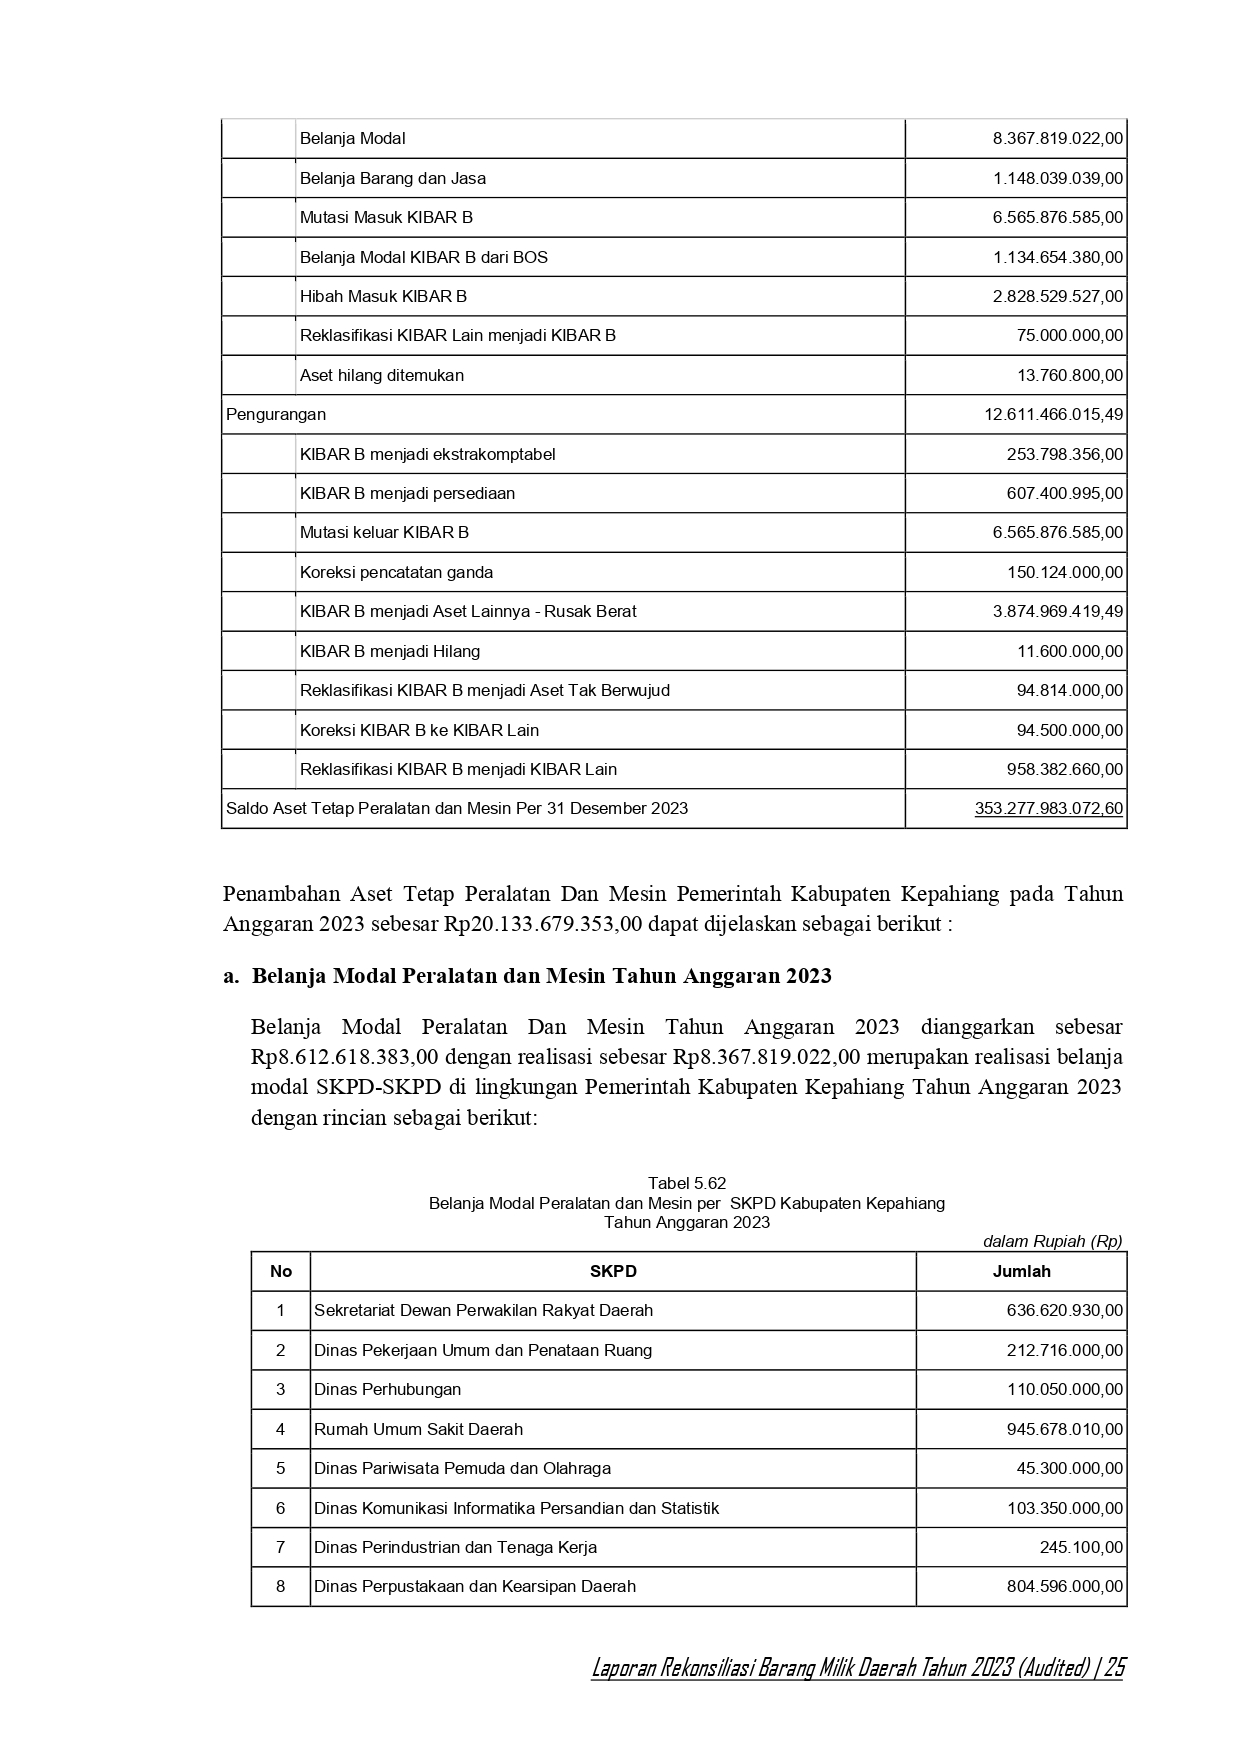 Belanja Modal 8.367.819.022,00
Belanja Barang dan Jasa 1.148.039.039,00
Mutasi Masuk KIBAR B 6.565.876.585,00
Belanja Modal KIBAR B dari BOS 1.134.654.380,00
Hibah Masuk KIBAR B 2.828.529.527,00
Reklasifikasi KIBAR Lain menjadi KIBAR B 75.000.000,00
Aset hilang ditemukan 13.760.800,00
Pengurangan 12.611.466.015,49
KIBAR B menjadi ekstrakomptabel 253.798.356,00
KIBAR B menjadi persediaan 607.400.995,00
Mutasi keluar KIBAR B 6.565.876.585,00
Koreksi pencatatan ganda 150.124.000,00
KIBAR B menjadi Aset Lainnya - Rusak Berat 3.874.969.419,49
KIBAR B menjadi Hilang 11.600.000,00
Reklasifikasi KIBAR B menjadi Aset Tak Berwujud 94.814.000,00
Koreksi KIBAR B ke KIBAR Lain 94.500.000,00
Reklasifikasi KIBAR B menjadi KIBAR Lain 958.382.660,00
Saldo Aset Tetap Peralatan dan Mesin Per 31 Desember 2023 353.277.983.072,60
Penambahan Aset Tetap Peralatan Dan Mesin Pemerintah Kabupaten Kepahiang pada Tahun
Anggaran 2023 sebesar Rp20.133.679.353,00 dapat dijelaskan sebagai berikut :
a. Belanja Modal Peralatan dan Mesin Tahun Anggaran 2023
Belanja Modal Peralatan Dan Mesin Tahun Anggaran 2023 dianggarkan sebesar
Rp8.612.618.383,00 dengan realisasi sebesar Rp8.367.819.022,00 merupakan realisasi belanja
modal SKPD-SKPD di lingkungan Pemerintah Kabupaten Kepahiang Tahun Anggaran 2023
dengan rincian sebagai berikut:
Tabel 5.62
Belanja Modal Peralatan dan Mesin per SKPD Kabupaten Kepahiang
Tahun Anggaran 2023
dalam Rupiah (Rp)
No SKPD Jumlah
1 Sekretariat Dewan Perwakilan Rakyat Daerah 636.620.930,00
2 Dinas Pekerjaan Umum dan Penataan Ruang 212.716.000,00
3 Dinas Perhubungan 110.050.000,00
4 Rumah Umum Sakit Daerah 945.678.010,00
5 Dinas Pariwisata Pemuda dan Olahraga 45.300.000,00
6 Dinas Komunikasi Informatika Persandian dan Statistik 103.350.000,00
7 Dinas Perindustrian dan Tenaga Kerja 245.100,00
8 Dinas Perpustakaan dan Kearsipan Daerah 804.596.000,00
Laporan Rekonsiliasi Barang Milik Daerah Tahun 2023 (Audited) | 25